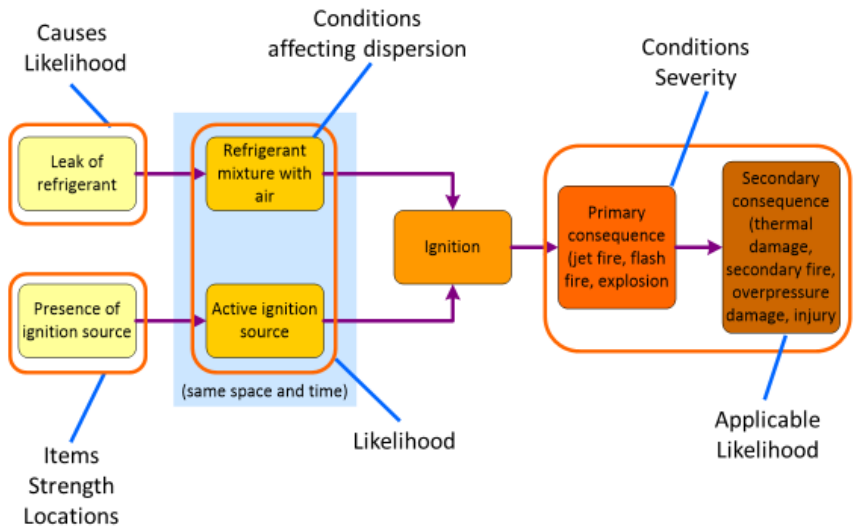 Causes
Likelihood
Conditions
affecting dispersion
Conditions
Severity
Leak of
refrigerant
Refrigerant
mixture with
air
Ignition
Primary
consequence
(jet fire, flash
fire, explosion
Secondary
consequence
(thermal
damage,
secondary fire,
overpressure
damage, injury
Presence of
ignition source
Active ignition
source
(same space and time)
Items
Strength
Locations
Likelihood
Applicable
Likelihood